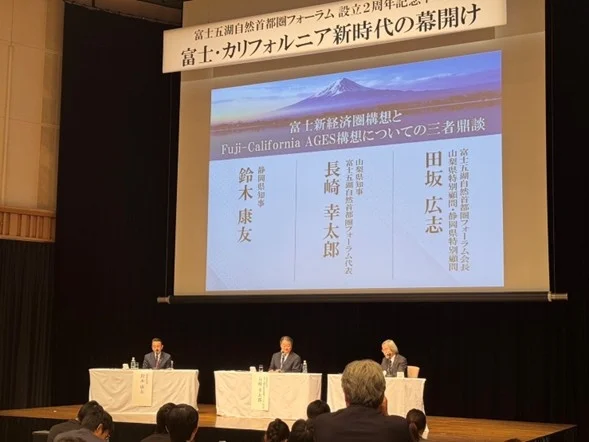 富士五湖自然首都圏フォーラム 設立2周年記念
富士・カリフォルニア新時代の幕開け
富士新経済圏構想と
Fuji-California AGES構想についての三者鼎談
富士五湖自然首都圏フォーラム会長
山梨県特別顧問・静岡県特別顧問
田坂 広志
山梨県知事
富士五湖自然首都圏フォーラム代表
長崎 幸太郎
静岡県知事
鈴木 康友